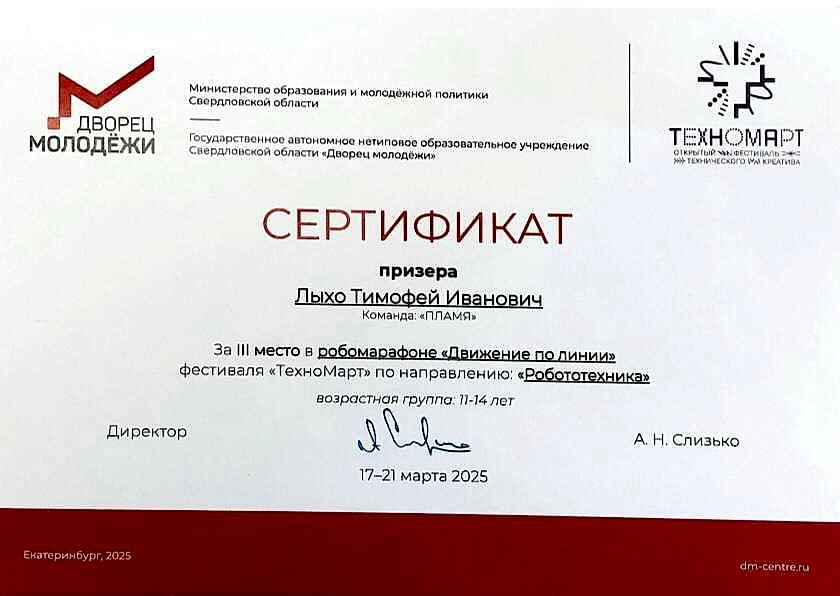 ДВОРЕЦ
МОЛОДЁЖИ
Министерство образования и молодёжной политики
Свердловской области
Государственное автономное нетиповое образовательное учреждение
Свердловской области «Дворец молодёжи»
ТЕХНОМАРТ
ОТКРЫТЫЙ ФЕСТИВАЛЬ
ТЕХНИЧЕСКОГО КРЕАТИВА
СЕРТИФИКАТ
призера
Лыхо Тимофей Иванович
Команда: «ПЛАМЯ»
За III место в робомарафоне «Движение по линии»
фестиваля «ТехноМарт» по направлению: «Робототехника»
возрастная группа: 11-14 лет
Директор
А. Н. Слизько
17–21 марта 2025
Екатеринбург, 2025
dm-centre.ru